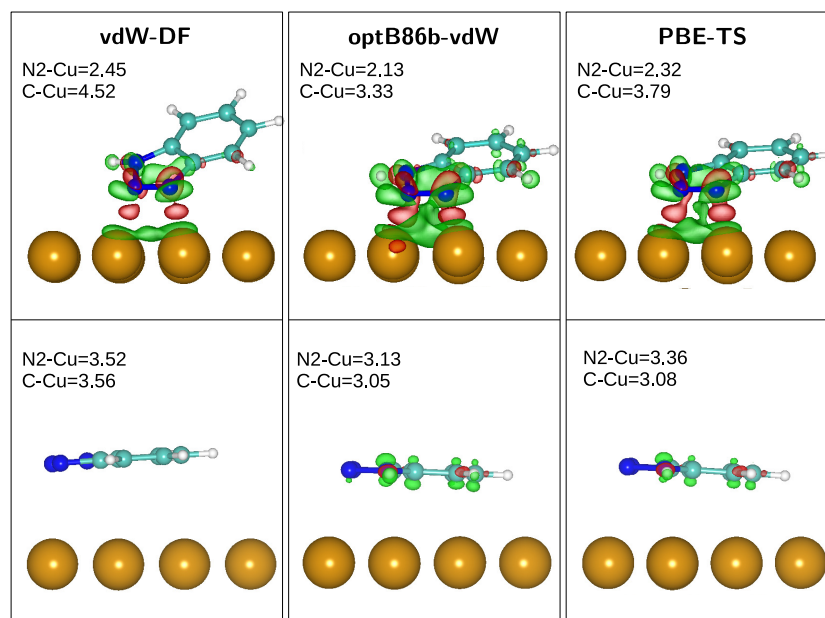 vdW-DF
N2-Cu=2.45
C-Cu=4.52
optB86b-vdW
N2-Cu=2.13
C-Cu=3.33
PBE-TS
N2-Cu=2.32
C-Cu=3.79
N2-Cu=3.52
C-Cu=3.56
N2-Cu=3.13
C-Cu=3.05
N2-Cu=3.36
C-Cu=3.08